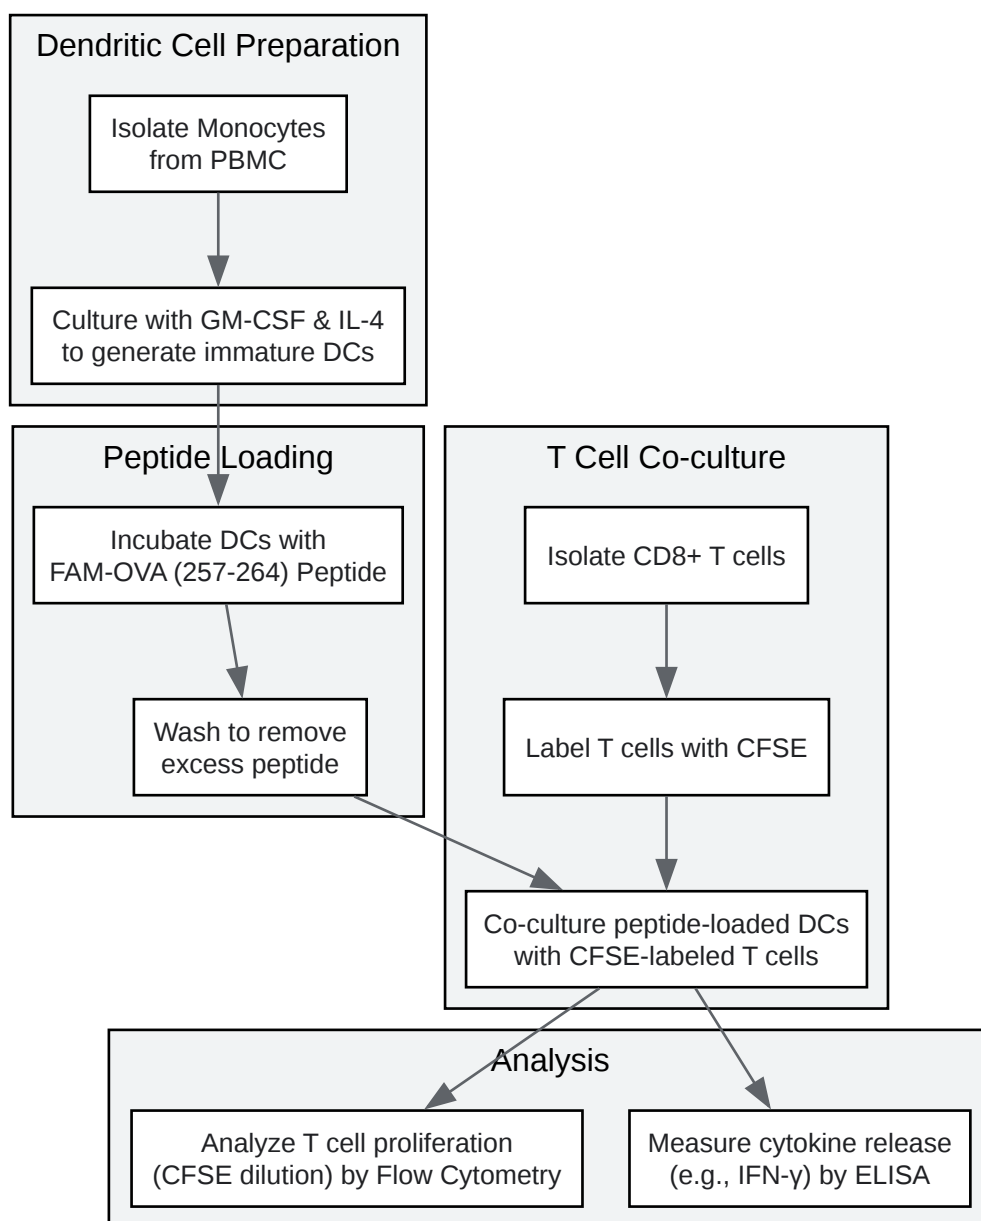 Dendritic Cell Preparation
Isolate Monocytes
from PBMC
Culture with GM-CSF & IL-4
to generate immature DCs
Peptide Loading
Incubate DCs with
FAM-OVA (257-264) Peptide
Wash to remove
excess peptide
T Cell Co-culture
Isolate CD8+ T cells
Label T cells with CFSE
Co-culture peptide-loaded DCs
with CFSE-labeled T cells
Analysis
Analyze T cell proliferation
(CFSE dilution) by Flow Cytometry
Measure cytokine release
(e.g., IFN-γ) by ELISA